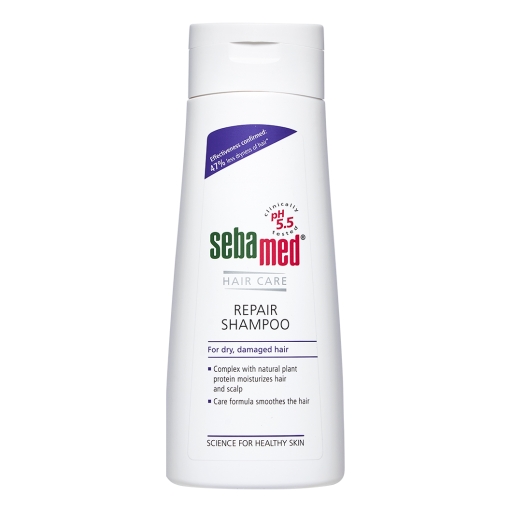 Effectiveness confirmed:
47% less dryness of hair*
clinically
pH
5.5
tested
sebamed®
HAIR CARE
REPAIR
SHAMPOO
For dry, damaged hair
▪ Complex with natural plant
protein moisturizes hair
and scalp
▪ Care formula smoothes the hair
SCIENCE FOR HEALTHY SKIN